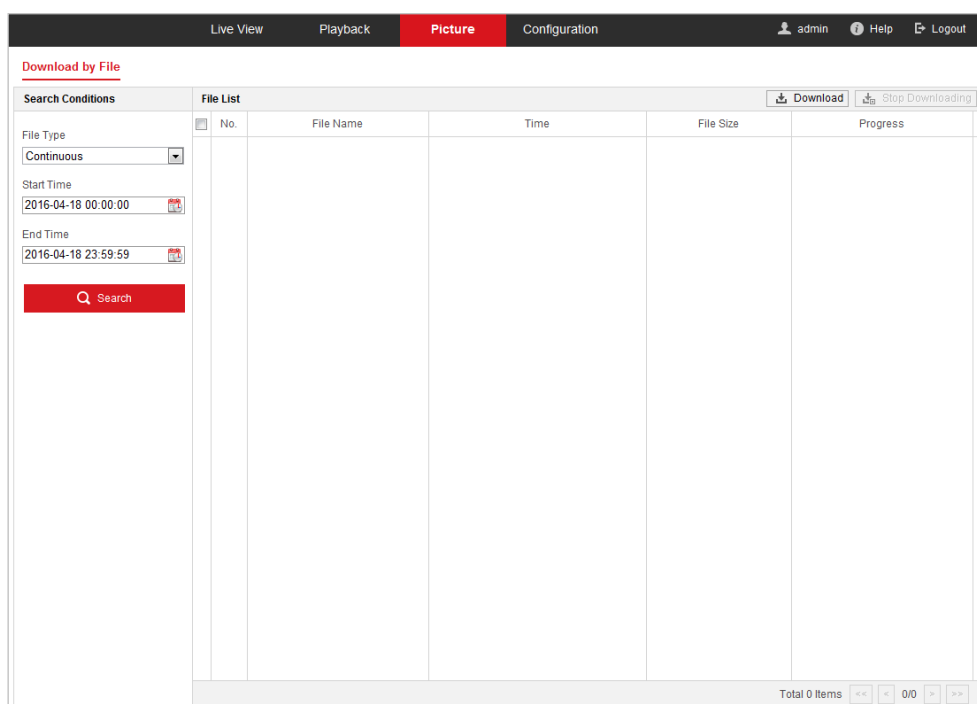 Live View Playback Picture Configuration admin Help Logout
Download by File
Search Conditions
File Type
Continuous
Start Time
2016-04-18 00:00:00
End Time
2016-04-18 23:59:59
Search
File List Download Stop Downloading
No. File Name Time File Size Progress
Total 0 Items << < 0/0 > >>